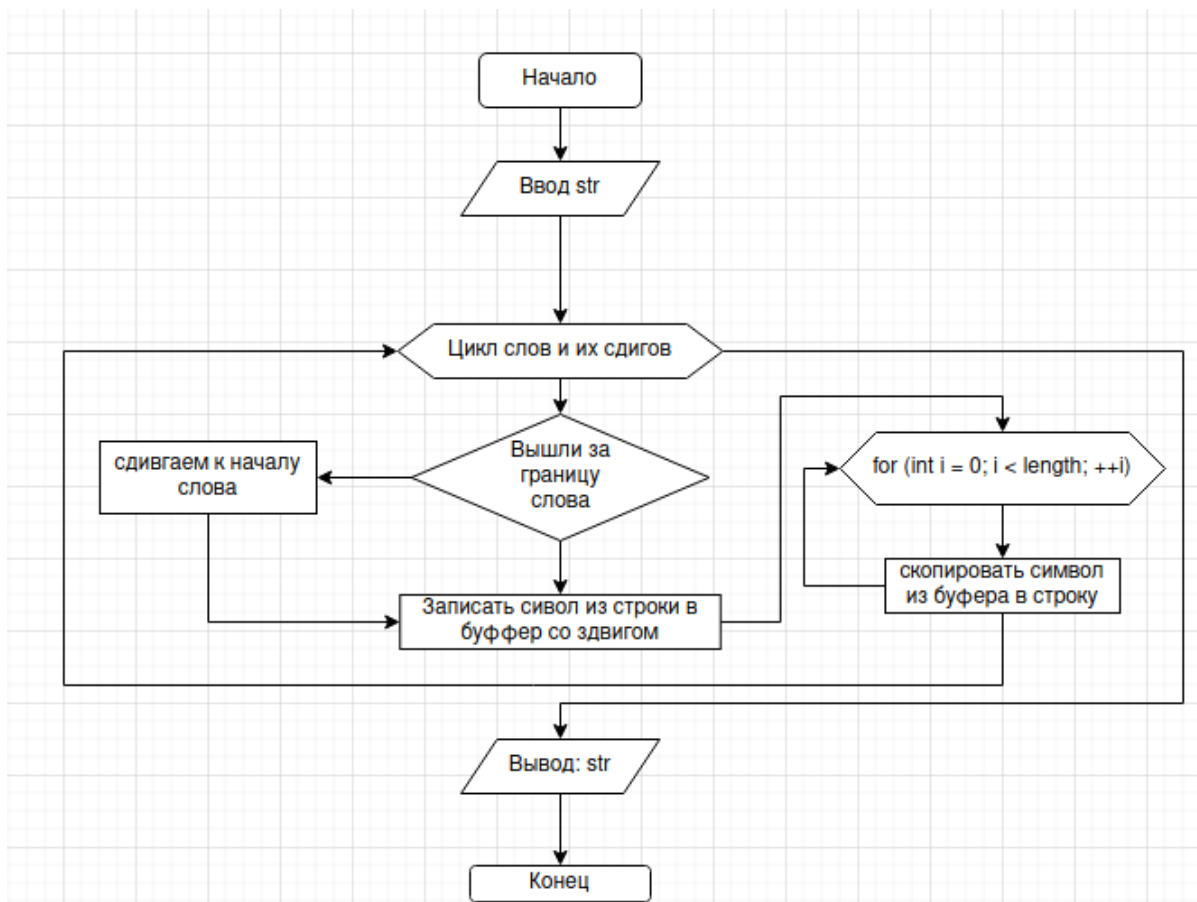 Начало
Ввод str
Цикл слов и их сдигов
Вышли за
границу
слова
сдивгаем к началу
слова
Записать сивол из строки в
буффер со здвигом
for (int i = 0; i < length; ++i)
скопировать символ
из буфера в строку
Вывод: str
Конец